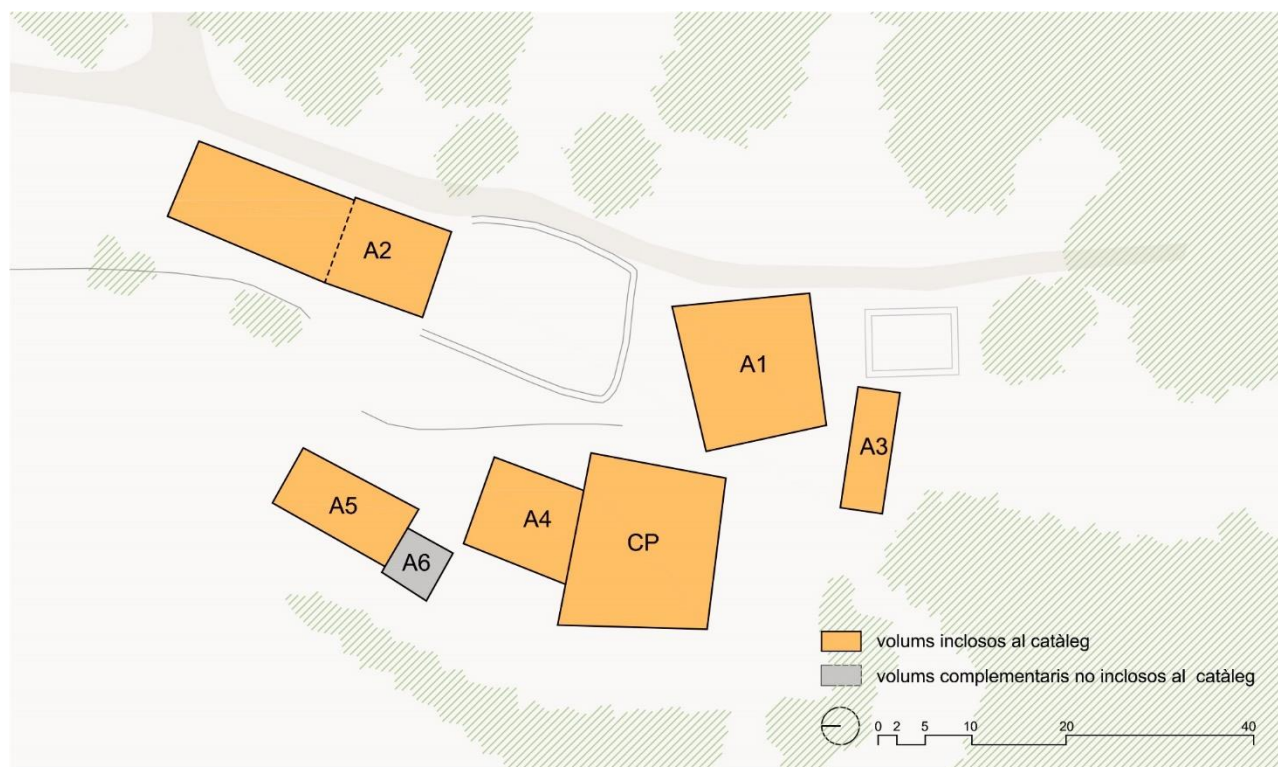 A2
A1
A3
A5
A4
CP
A6
volums inclosos al catàleg
volums complementaris no inclosos al catàleg
0 2 5 10 20 40